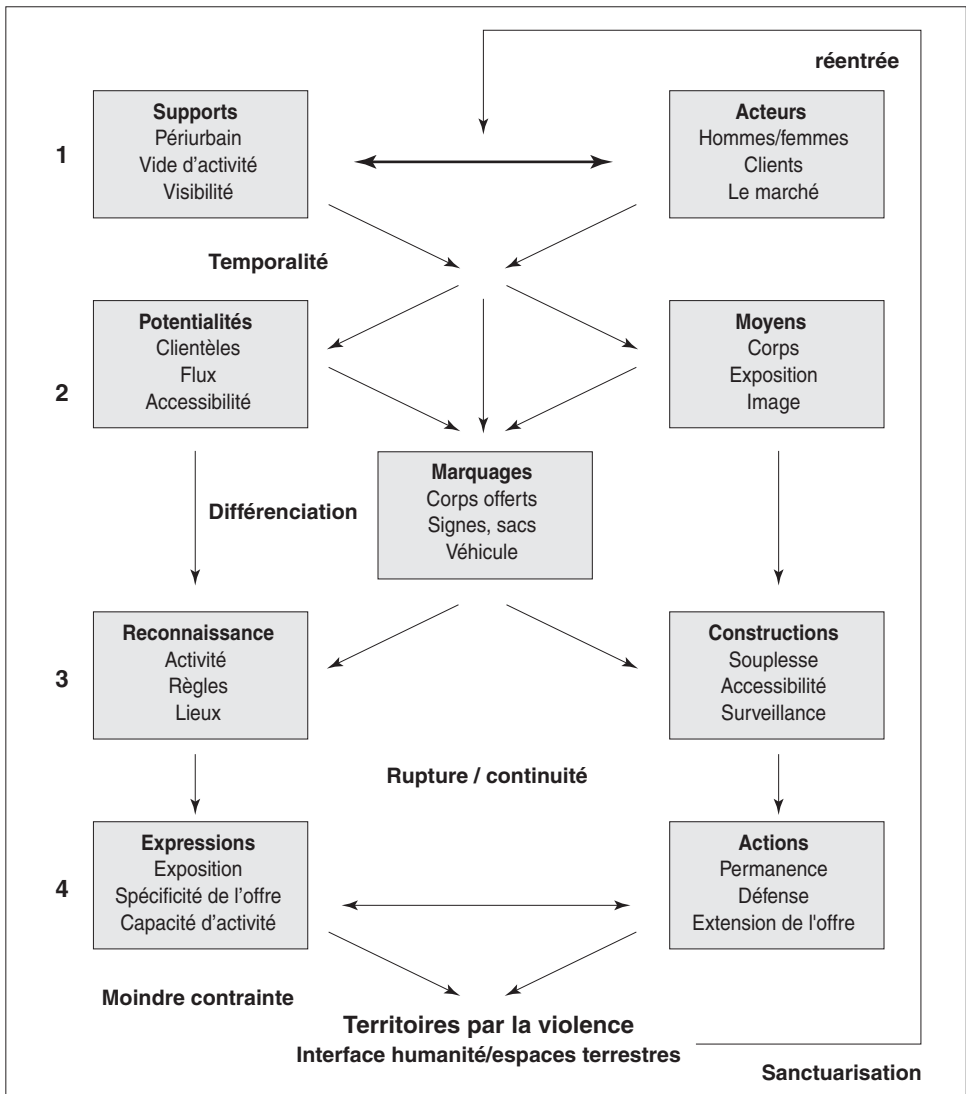 réentrée
1
Supports
Périurbain
Vide d’activité
Visibilité
Acteurs
Hommes/femmes
Clients
Le marché
Temporalité
2
Potentialités
Clientèles
Flux
Accessibilité
Moyens
Corps
Exposition
Image
Marquages
Corps offerts
Signes, sacs
Véhicule
Différenciation
3
Reconnaissance
Activité
Règles
Lieux
Constructions
Souplesse
Accessibilité
Surveillance
Rupture / continuité
4
Expressions
Exposition
Spécificité de l’offre
Capacité d’activité
Actions
Permanence
Défense
Extension de l'offre
Moindre contrainte
Territoires par la violence
Interface humanité/espaces terrestres
Sanctuarisation